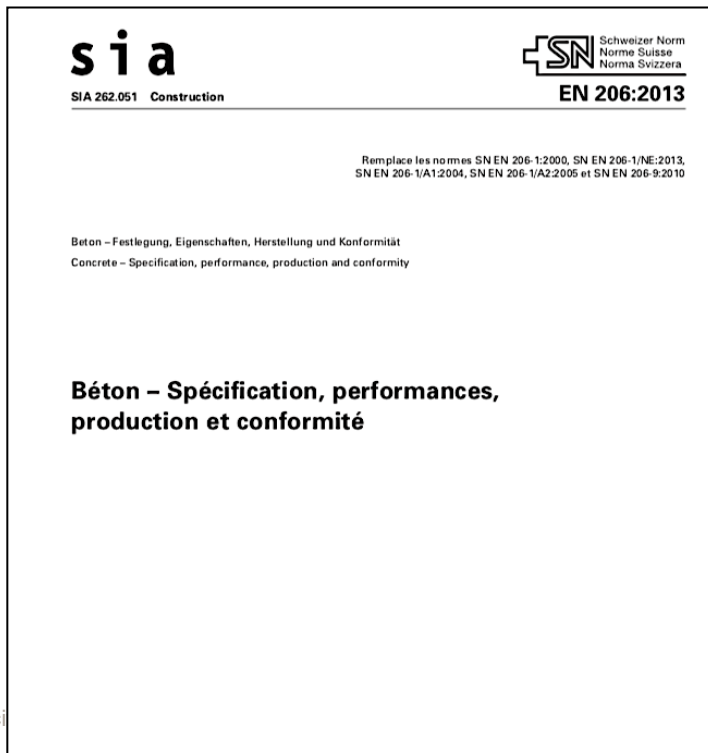 sia
SN Schweizer Norm
Norme Suisse
Norma Svizzera
SIA 262.051 Construction
EN 206:2013
Remplace les normes SN EN 206-1:2000, SN EN 206-1/NE:2013,
SN EN 206-1/A1:2004, SN EN 206-1/A2:2005 et SN EN 206-9:2010
Beton – Festlegung, Eigenschaften, Herstellung und Konformität
Concrete – Specification, performance, production and conformity
Béton – Spécification, performances,
production et conformité